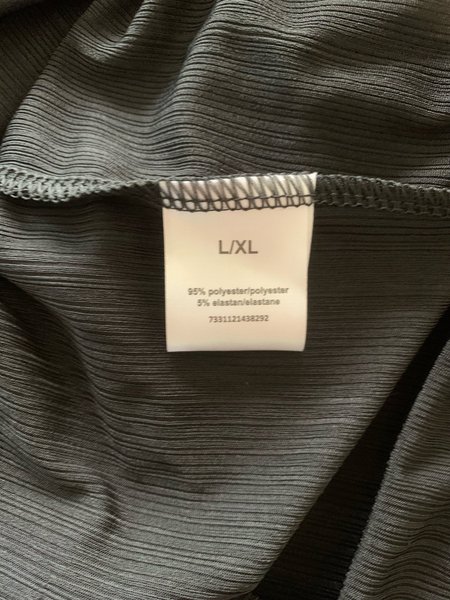 L/XL
95% polyester/polyester
5% elastan/elastane
7331121438292